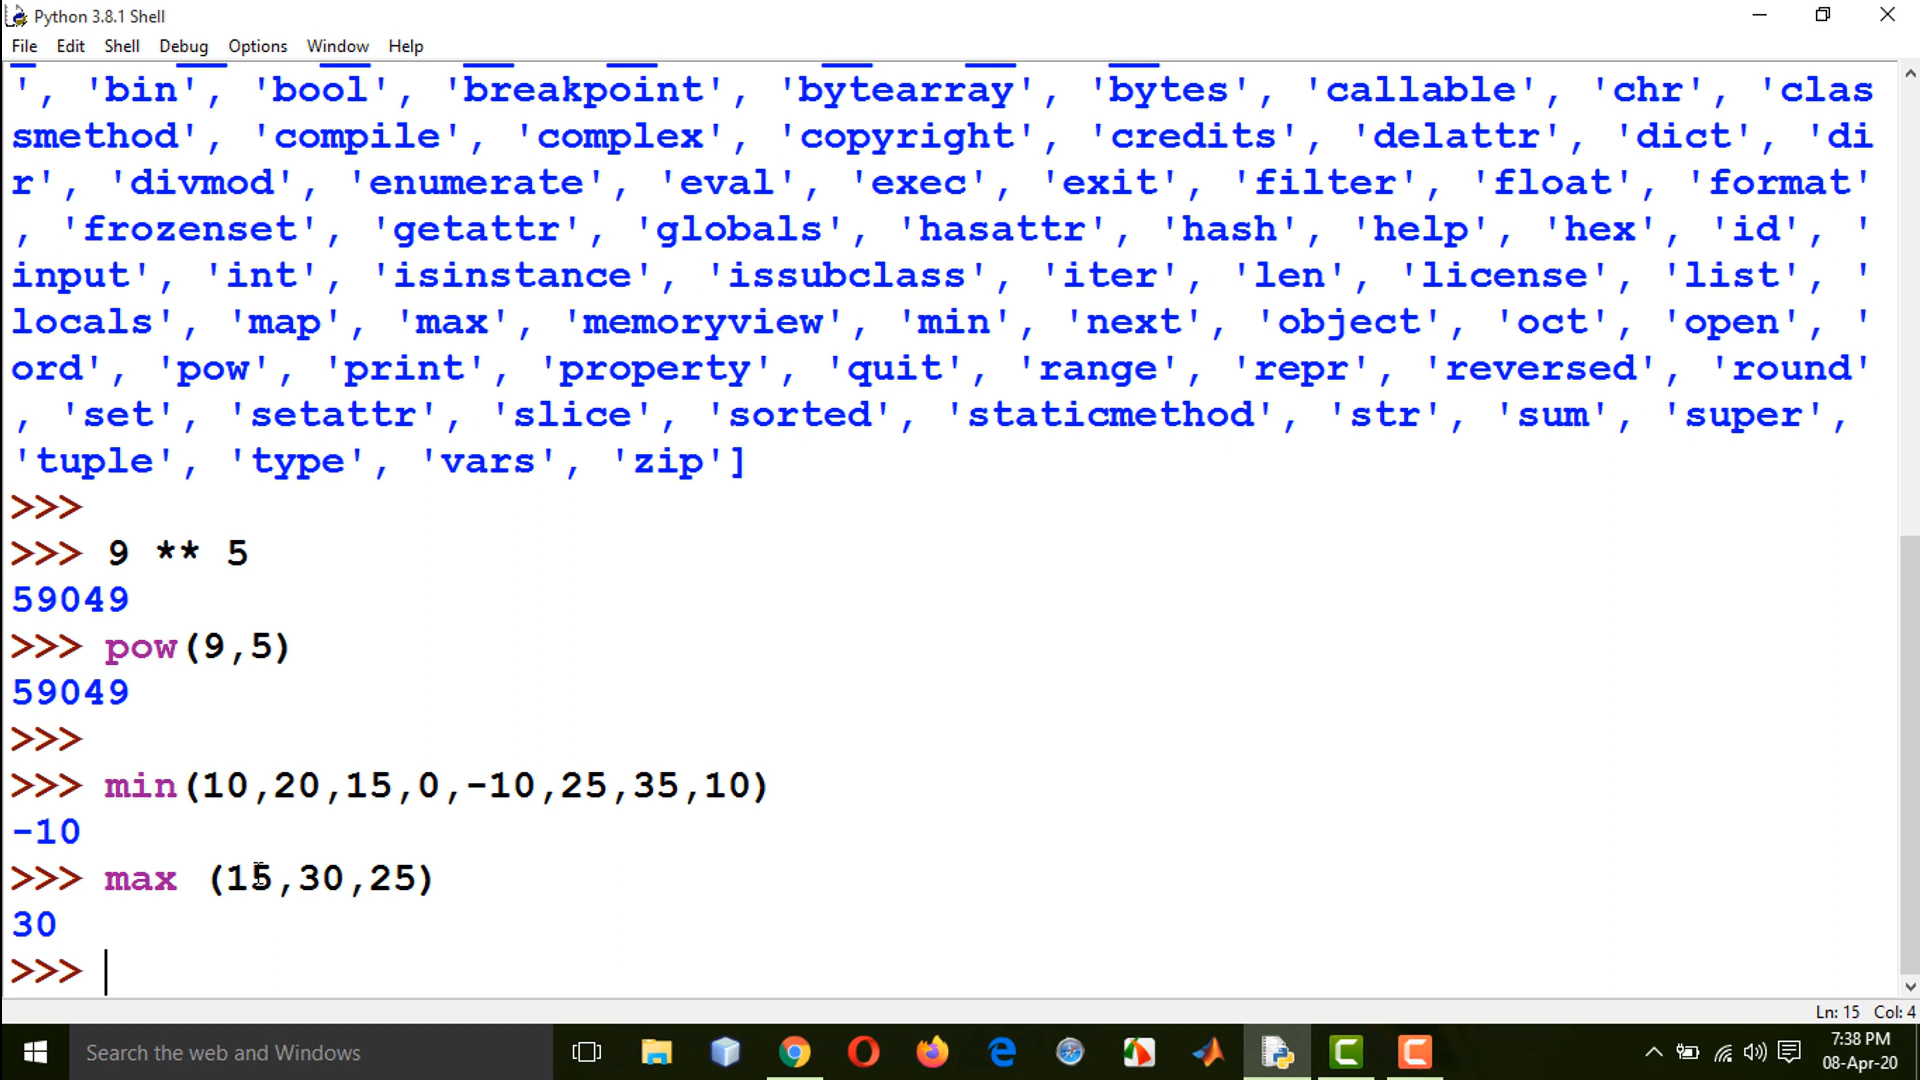 Python 3.8.1 Shell
File Edit Shell Debug Options Window Help
', 'bin', 'bool', 'breakpoint', 'bytearray', 'bytes', 'callable', 'chr', 'clas
smethod', 'compile', 'complex', 'copyright', 'credits', 'delattr', 'dict', 'di
r', 'divmod', 'enumerate', 'eval', 'exec', 'exit', 'filter', 'float', 'format'
, 'frozenset', 'getattr', 'globals', 'hasattr', 'hash', 'help', 'hex', 'id', '
input', 'int', 'isinstance', 'issubclass', 'iter', 'len', 'license', 'list', '
locals', 'map', 'max', 'memoryview', 'min', 'next', 'object', 'oct', 'open', '
ord', 'pow', 'print', 'property', 'quit', 'range', 'repr', 'reversed', 'round'
, 'set', 'setattr', 'slice', 'sorted', 'staticmethod', 'str', 'sum', 'super',
'tuple', 'type', 'vars', 'zip']
>>>
>>> 9 ** 5
59049
>>> pow(9,5)
59049
>>>
>>> min(10,20,15,0,-10,25,35,10)
-10
>>> max (15,30,25)
30
>>>
Ln: 15 Col: 4
Search the web and Windows
7:38 PM
08-Apr-20